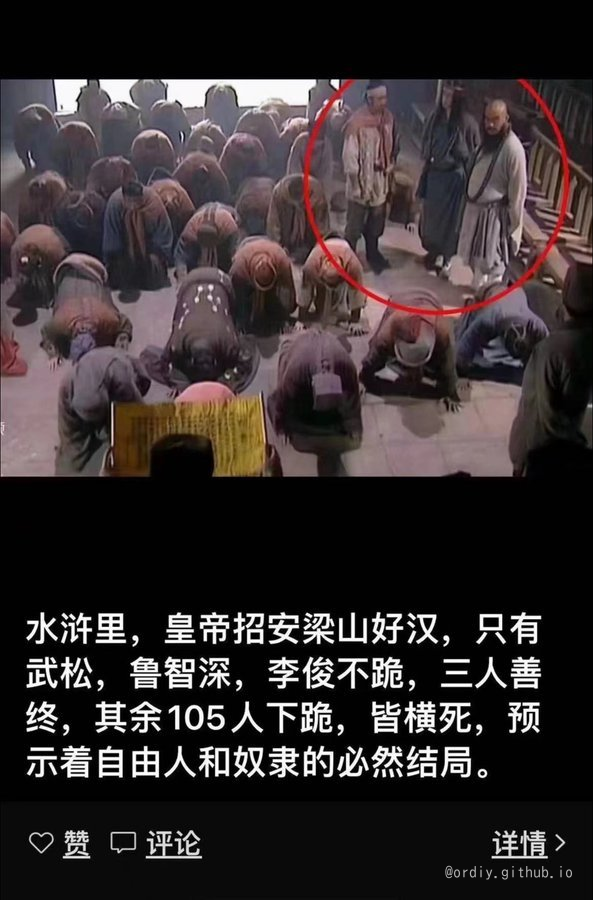 水浒里，皇帝招安梁山好汉，只有
武松，鲁智深，李俊不跪，三人善
终，其余105人下跪，皆横死，预
示着自由人和奴隶的必然结局。
赞 评论 详情
@ordiy.github.io